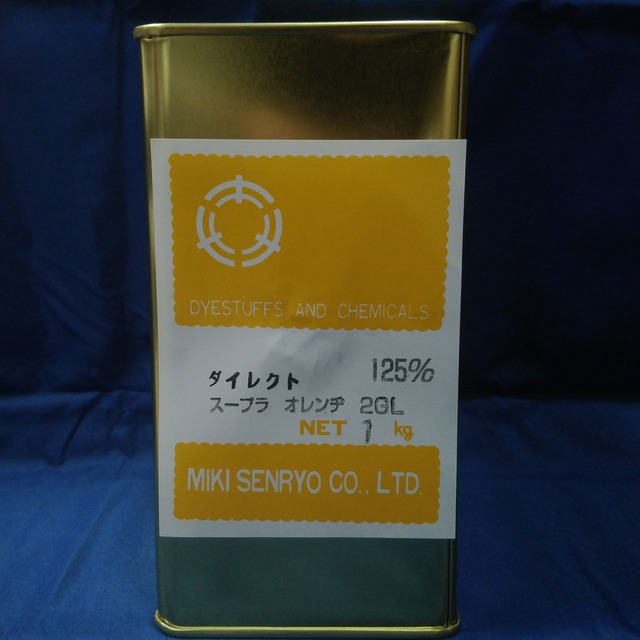 DYESTUFFS AND CHEMICALS
ダイレクト 125%
スープラ オレンヂ 2GL
NET 1 kg
MIKI SENRYO CO., LTD.